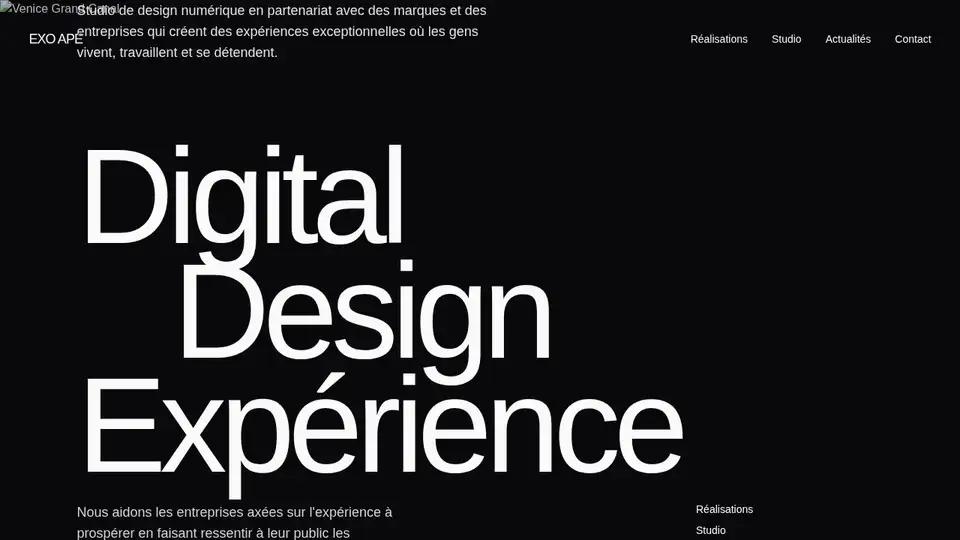 Venice Grand Canal
Studio de design numérique en partenariat avec des marques et des
entreprises qui créent des expériences exceptionnelles où les gens
vivent, travaillent et se détendent.
EXO APE
Réalisations
Studio
Actualités
Contact
Digital
Design
Expérience
Nous aidons les entreprises axées sur l'expérience à
prospérer en faisant ressentir à leur public les
Réalisations
Studio